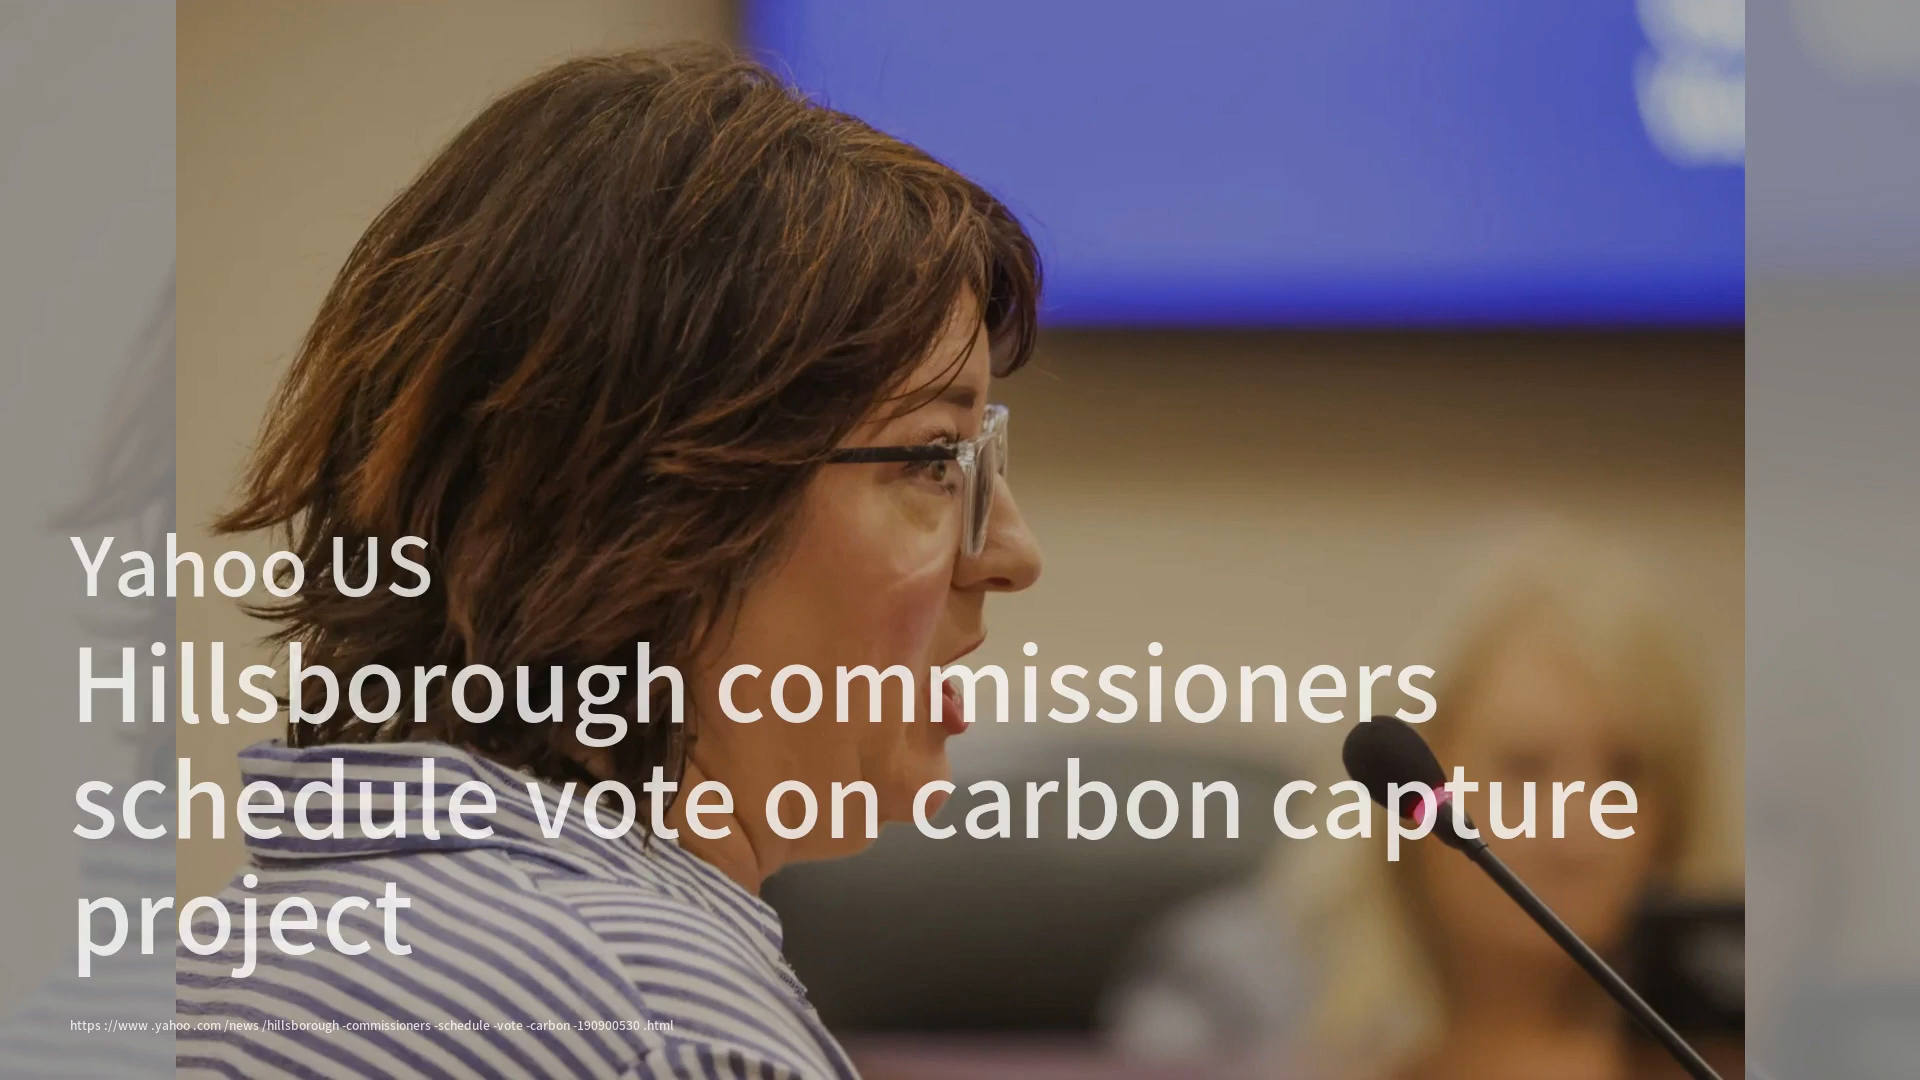 Yahoo US
Hillsborough commissioners
schedule vote on carbon capture
project
https ://www .yahoo .com /news /hillsborough -commissioners -schedule -vote -carbon -190900530 .html